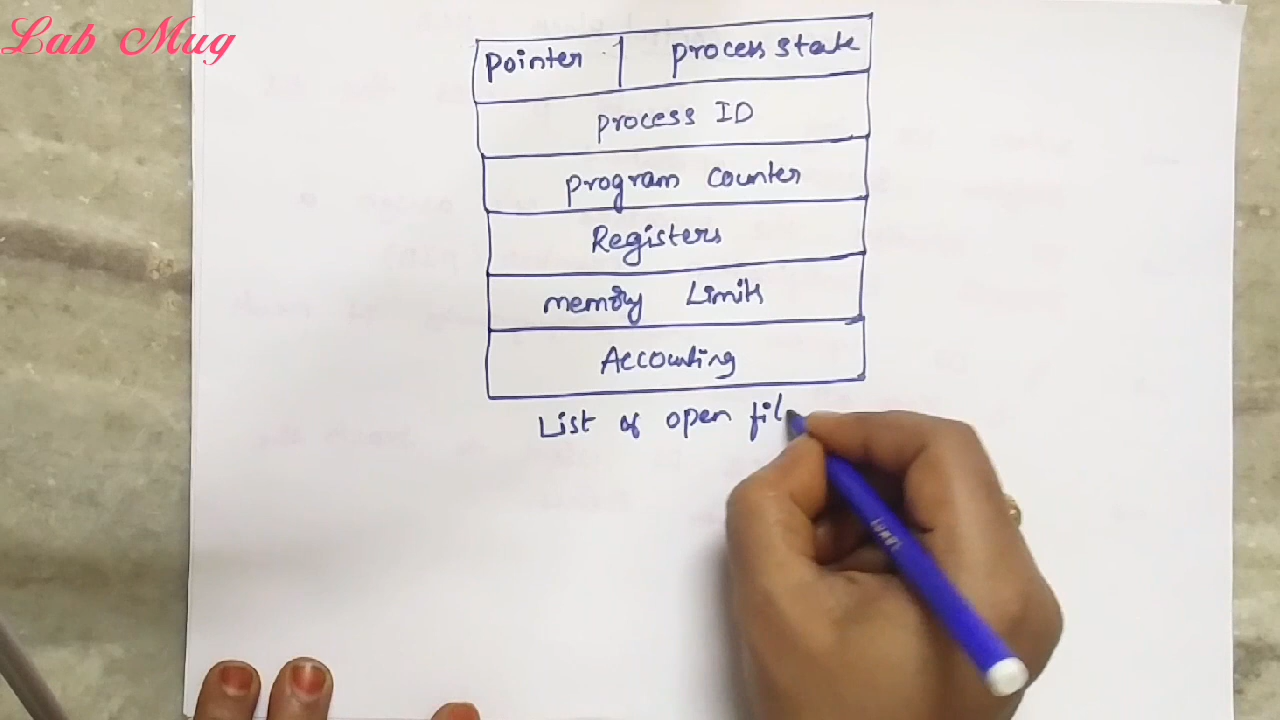 Lab Mug
Pointer process state
process ID
program counter
Registers
memory Limits
Accounting
List of open fil